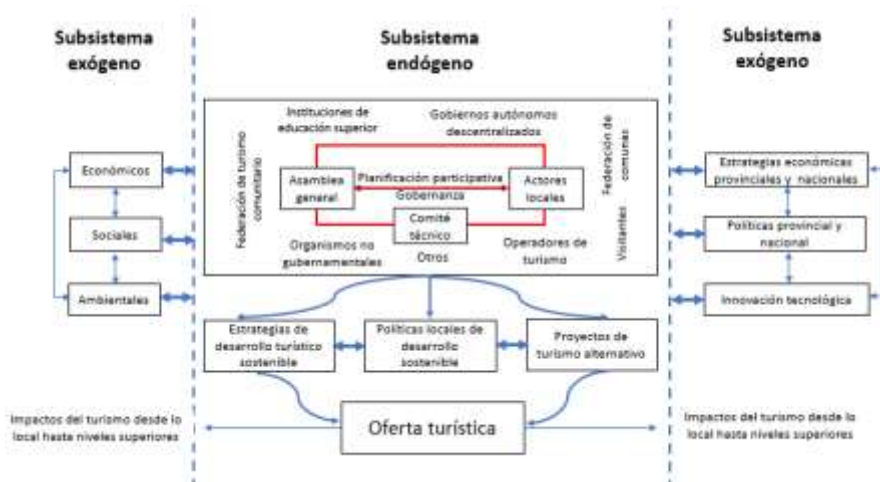 Subsistema
exógeno
Subsistema
endógeno
Subsistema
exógeno
Económicos
Sociales
Ambientales
Impactos del turismo desde lo
local hasta niveles superiores
Instituciones de
educación superior
Gobiernos autónomos
descentralizados
Federación de turismo
comunitario
Federación de
comunas
Asamblea
general
Planificación participativa
Gobernanza
Actores
locales
Comité
técnico
Organismos no
gubernamentales
Otros
Operadores de
turismo
Visitantes
Estrategias de
desarrollo turístico
sostenible
Políticas locales de
desarrollo
sostenible
Proyectos de
turismo alternativo
Oferta turística
Estrategias económicas
provinciales y nacionales
Políticas provincial y
nacional
Innovación tecnológica
Impactos del turismo desde lo
local hasta niveles superiores